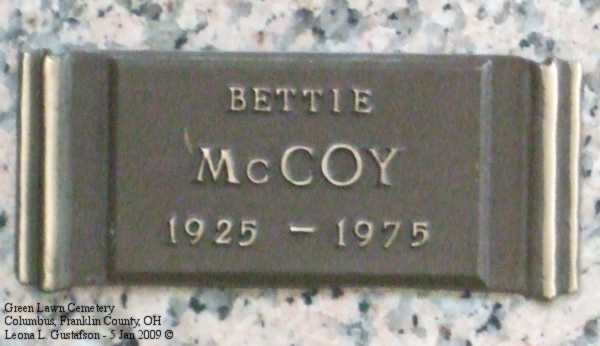 BETTIE
McCOY
1925 – 1975
Green Lawn Cemetery
Columbus, Franklin County, OH
Leona L. Gustafson - 5 Jan 2009 ©